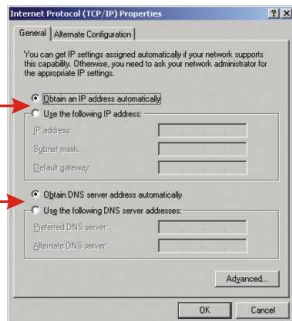 Internet Protocol (TCP/IP) Properties
General
Alternate Configuration
You can get IP settings assigned automatically if your network supports
this capability. Otherwise, you need to ask your network administrator for
the appropriate IP settings.
Obtain an IP address automatically
Use the following IP address:
IP address:
Subnet mask:
Default gateway:
Obtain DNS server address automatically
Use the following DNS server addresses:
Preferred DNS server:
Alternate DNS server:
Advanced...
OK
Cancel